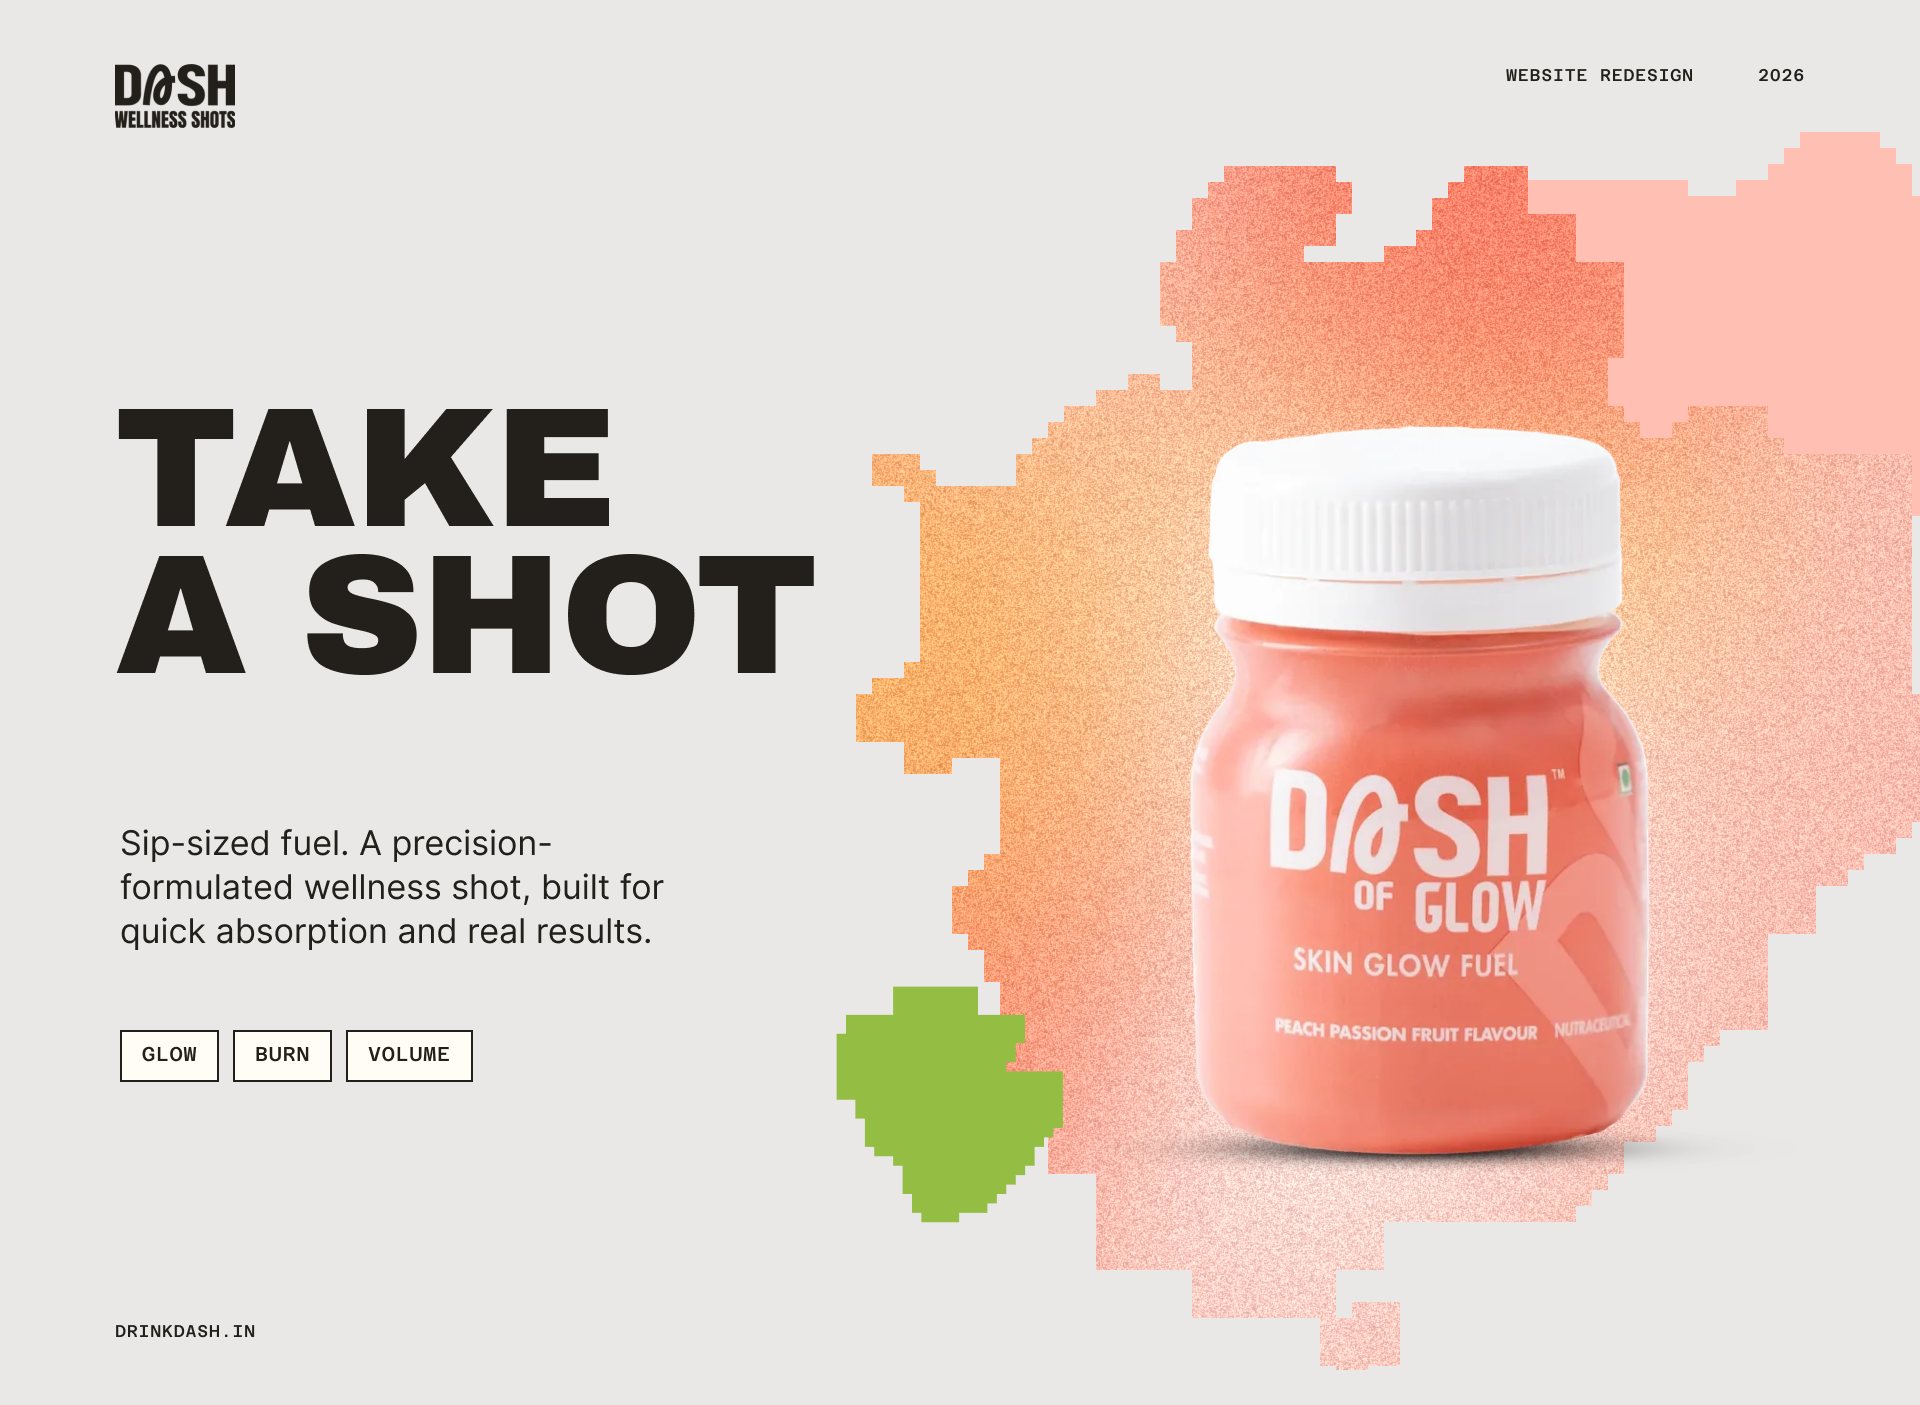 DASH
WELLNESS SHOTS
WEBSITE REDESIGN 2026
TAKE
A SHOT
Sip-sized fuel. A precision-
formulated wellness shot, built for
quick absorption and real results.
GLOW BURN VOLUME
DRINKDASH.IN
DASH™
OF GLOW
SKIN GLOW FUEL
PEACH PASSION FRUIT FLAVOUR NUTRACEUTICAL